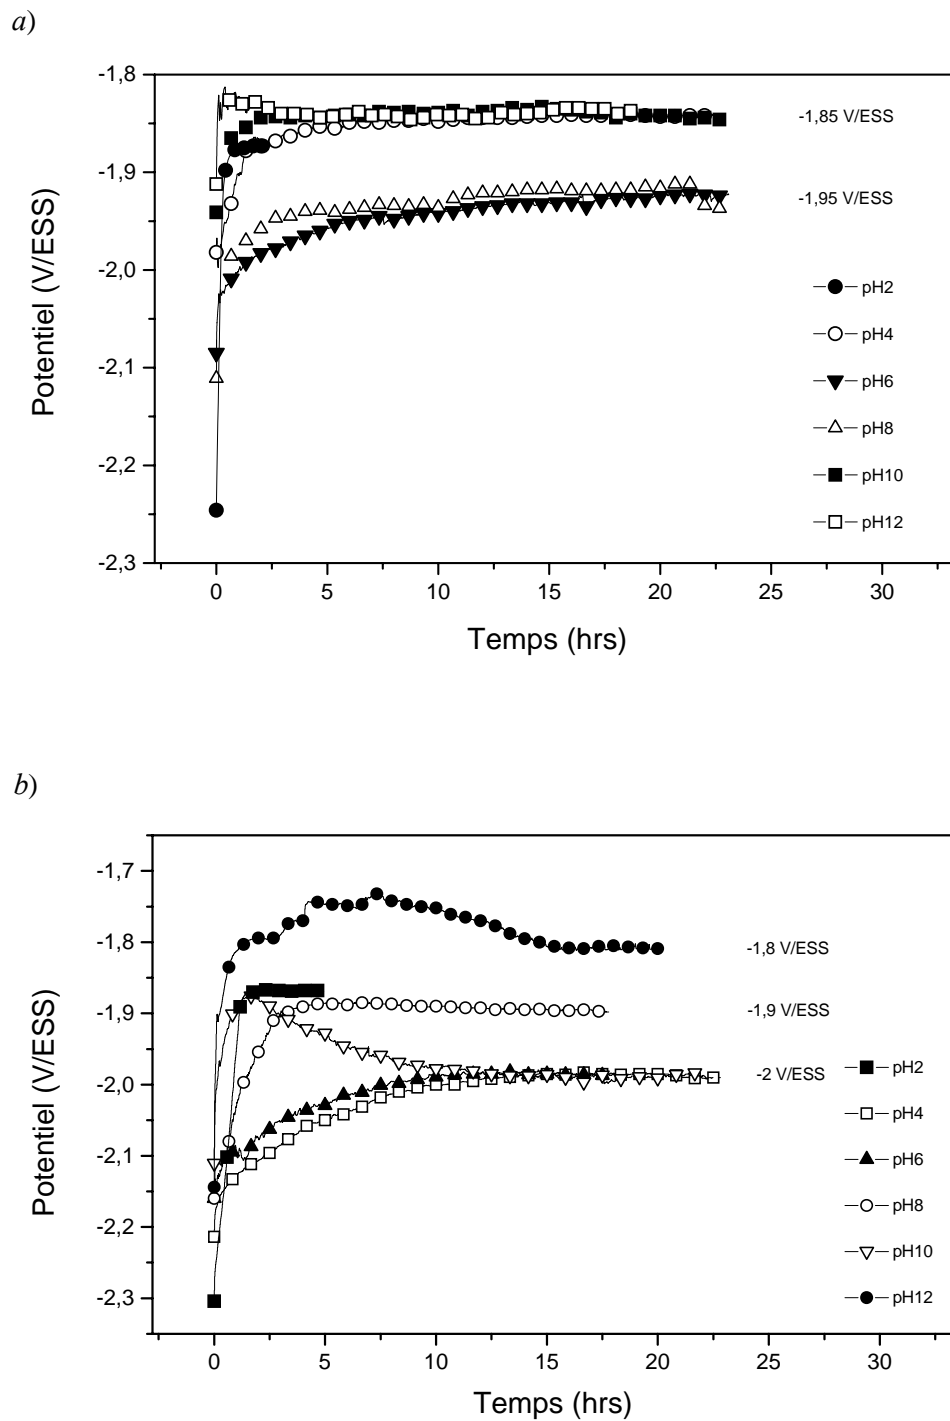 a)
-1,8
-1,9
-2,0
-2,1
-2,2
-2,3
Potentiel (V/ESS)
-1,85 V/ESS
-1,95 V/ESS
pH2
pH4
pH6
pH8
pH10
pH12
0 5 10 15 20 25 30
Temps (hrs)
b)
-1,7
-1,8
-1,9
-2,0
-2,1
-2,2
-2,3
Potentiel (V/ESS)
-1,8 V/ESS
-1,9 V/ESS
-2 V/ESS
pH2
pH4
pH6
pH8
pH10
pH12
0 5 10 15 20 25 30
Temps (hrs)